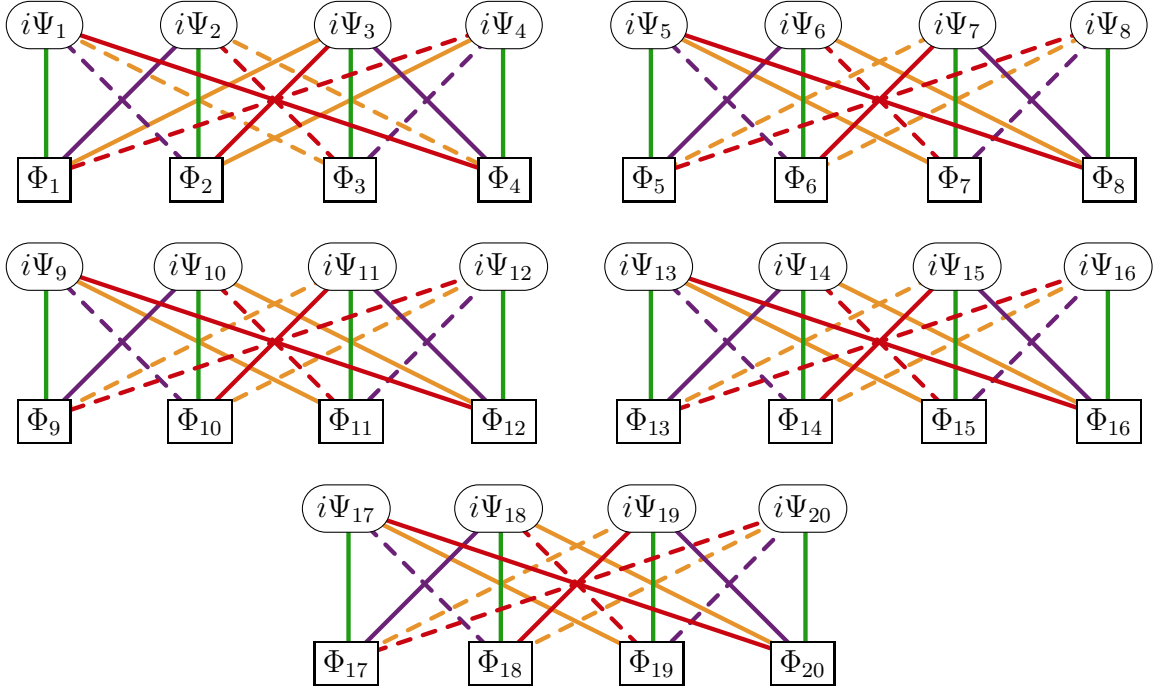 iΨ₁ iΨ₂ iΨ₃ iΨ₄ iΨ₅ iΨ₆ iΨ₇ iΨ₈
Φ₁ Φ₂ Φ₃ Φ₄ Φ₅ Φ₆ Φ₇ Φ₈
iΨ₉ iΨ₁₀ iΨ₁₁ iΨ₁₂ iΨ₁₃ iΨ₁₄ iΨ₁₅ iΨ₁₆
Φ₉ Φ₁₀ Φ₁₁ Φ₁₂ Φ₁₃ Φ₁₄ Φ₁₅ Φ₁₆
iΨ₁₇ iΨ₁₈ iΨ₁₉ iΨ₂₀
Φ₁₇ Φ₁₈ Φ₁₉ Φ₂₀